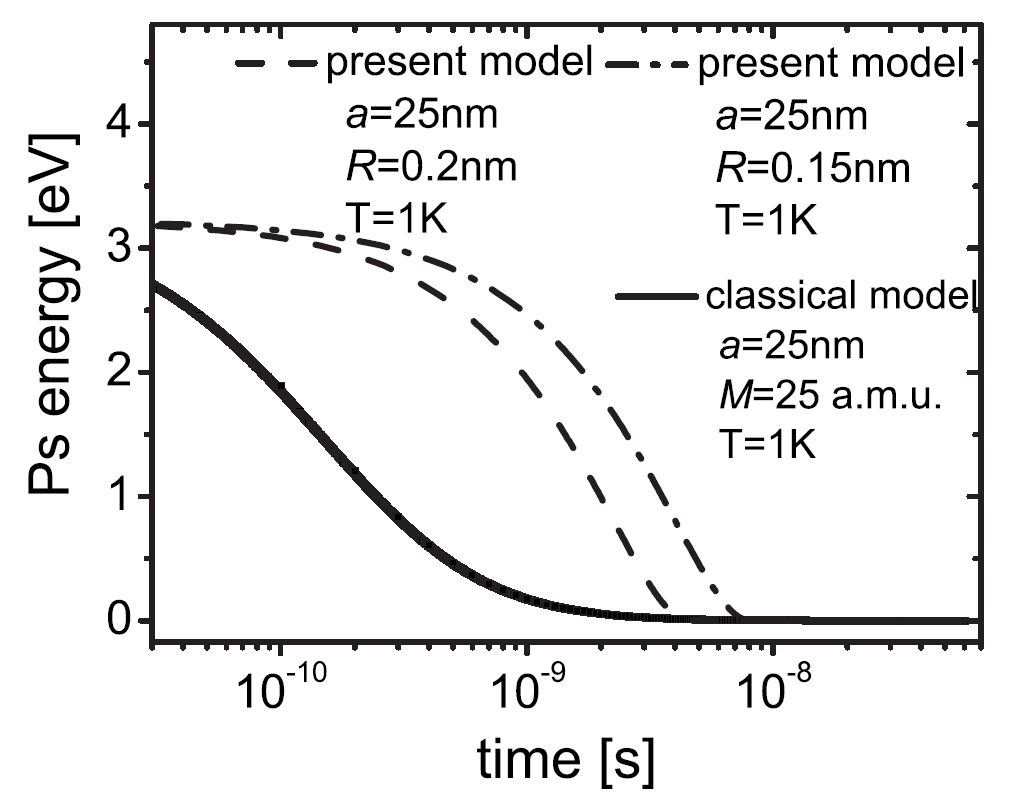 present model
a=25nm
R=0.2nm
T=1K
present model
a=25nm
R=0.15nm
T=1K
classical model
a=25nm
M=25 a.m.u.
T=1K
Ps energy [eV]
4
3
2
1
0
10^-10 10^-9 10^-8
time [s]